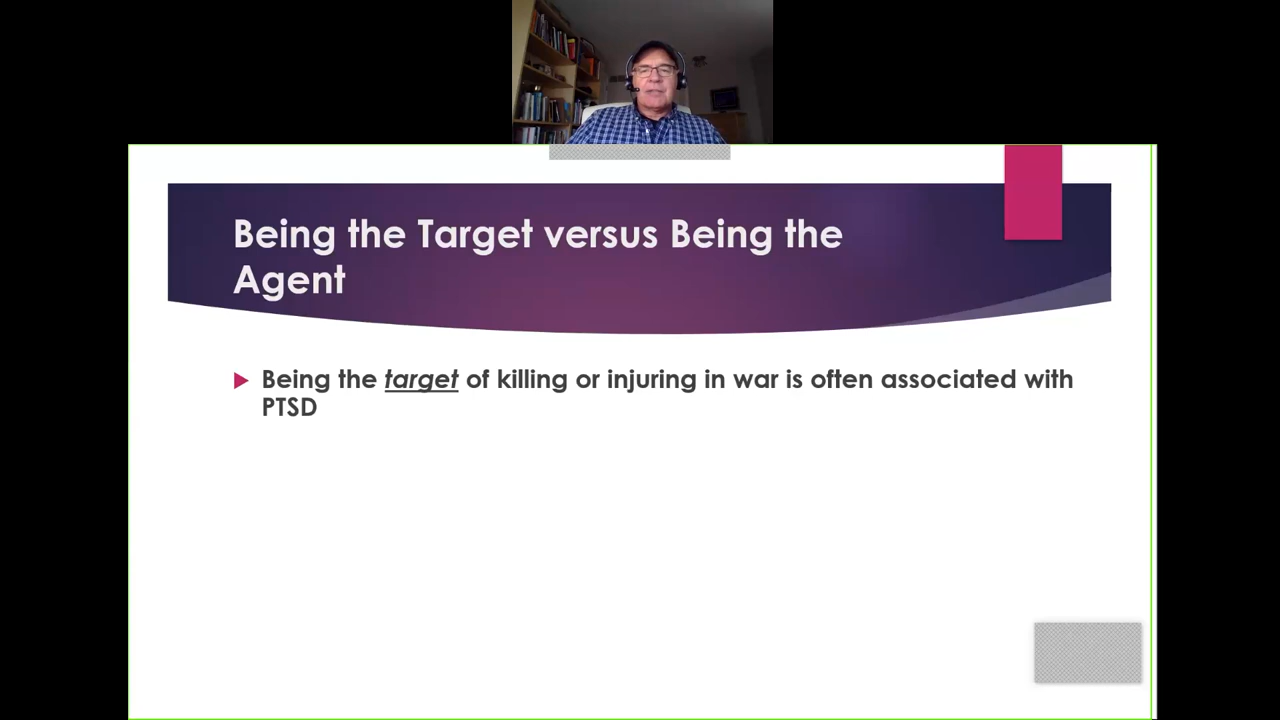 Being the Target versus Being the
Agent
Being the target of killing or injuring in war is often associated with
PTSD